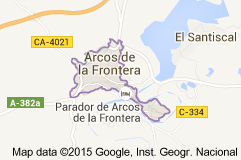 CA-4021
El Santiscal
Arcos de
la Frontera
A-382a
Parador de Arcos
de la Frontera
C-334
Map data ©2015 Google, Inst. Geogr. Nacional